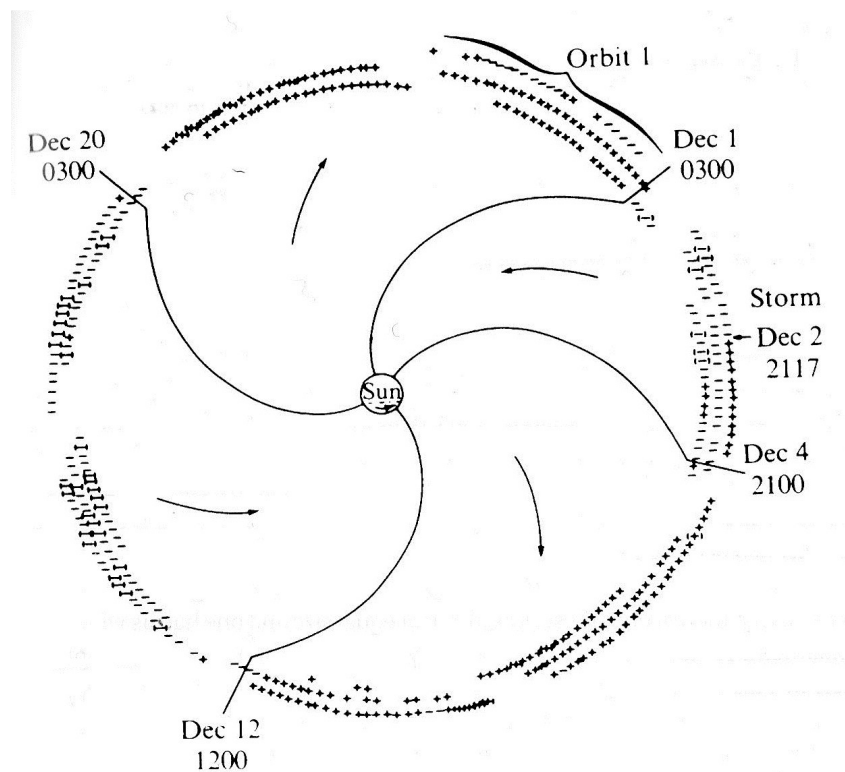 Orbit 1
Dec 1
0300
Dec 20
0300
Storm
Dec 2
2117
Sun
Dec 4
2100
Dec 12
1200